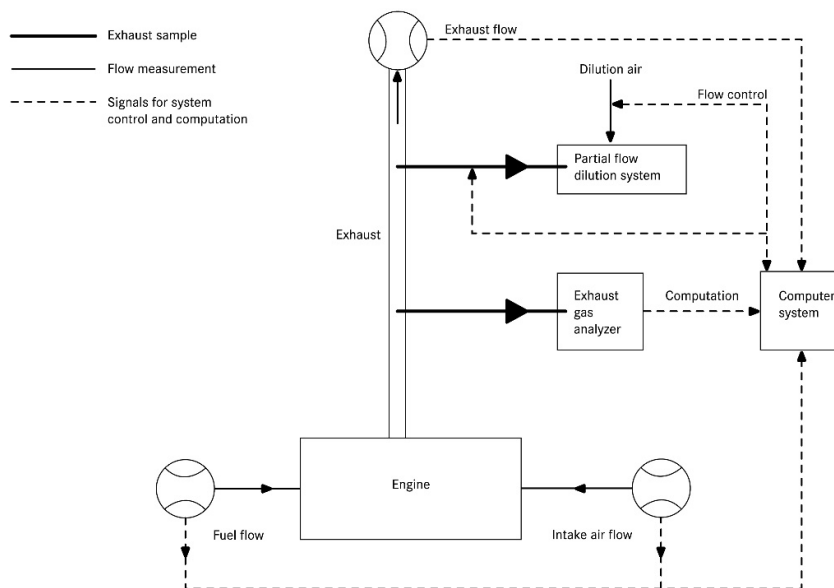 Exhaust sample
Flow measurement
Signals for system
control and computation
Exhaust flow
Dilution air
Flow control
Partial flow
dilution system
Exhaust
Exhaust
gas
analyzer
Computation
Computer
system
Engine
Fuel flow
Intake air flow